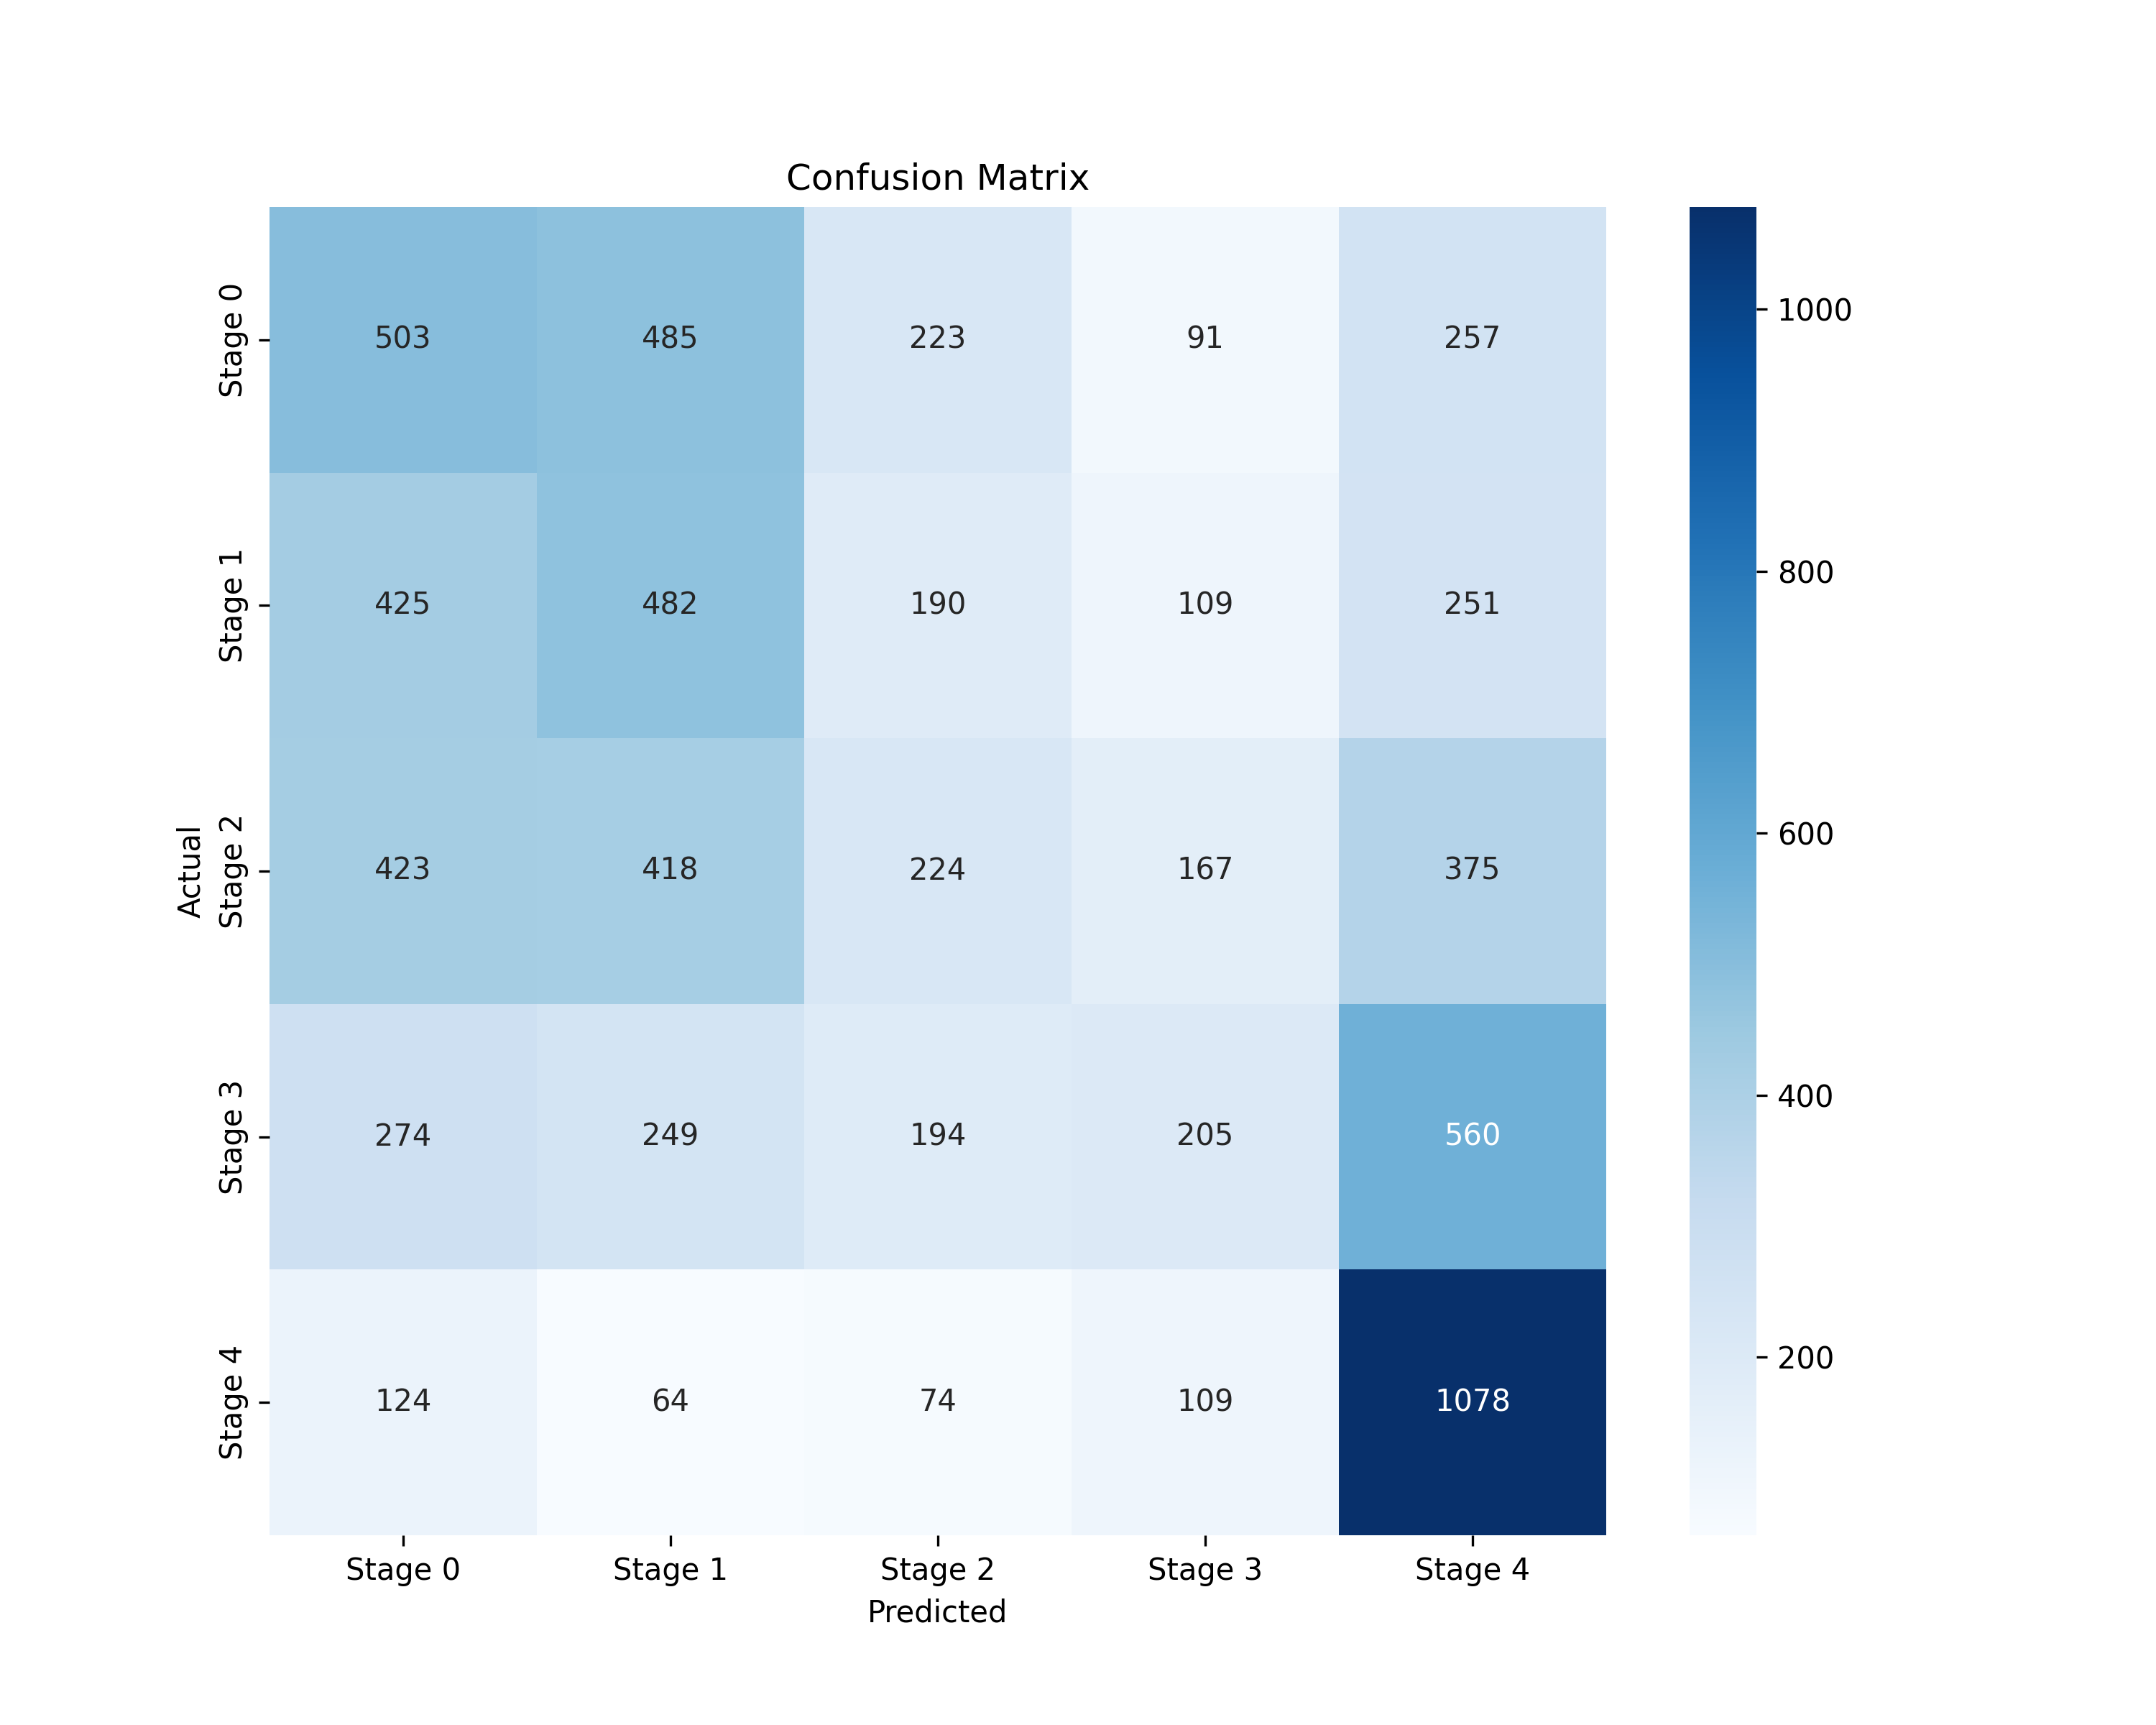 Confusion Matrix
Stage 0 503 485 223 91 257
Stage 1 425 482 190 109 251
Stage 2 423 418 224 167 375
Stage 3 274 249 194 205 560
Stage 4 124 64 74 109 1078
Actual
Stage 0 Stage 1 Stage 2 Stage 3 Stage 4
Predicted
1000
800
600
400
200